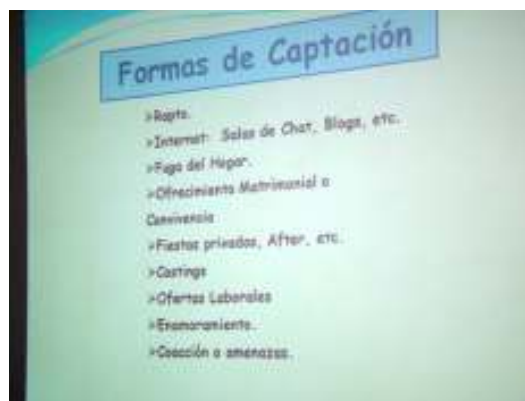 Formas de Captación
➢Rapto.
➢Internet: Salas de Chat, Blogs, etc.
➢Fuga del Hogar.
➢Ofrecimiento Matrimonial o
Convivencia
➢Fiestas privadas, After, etc.
➢Castings
➢Ofertas Laborales
➢Enamoramiento.
➢Coacción o amenazas.